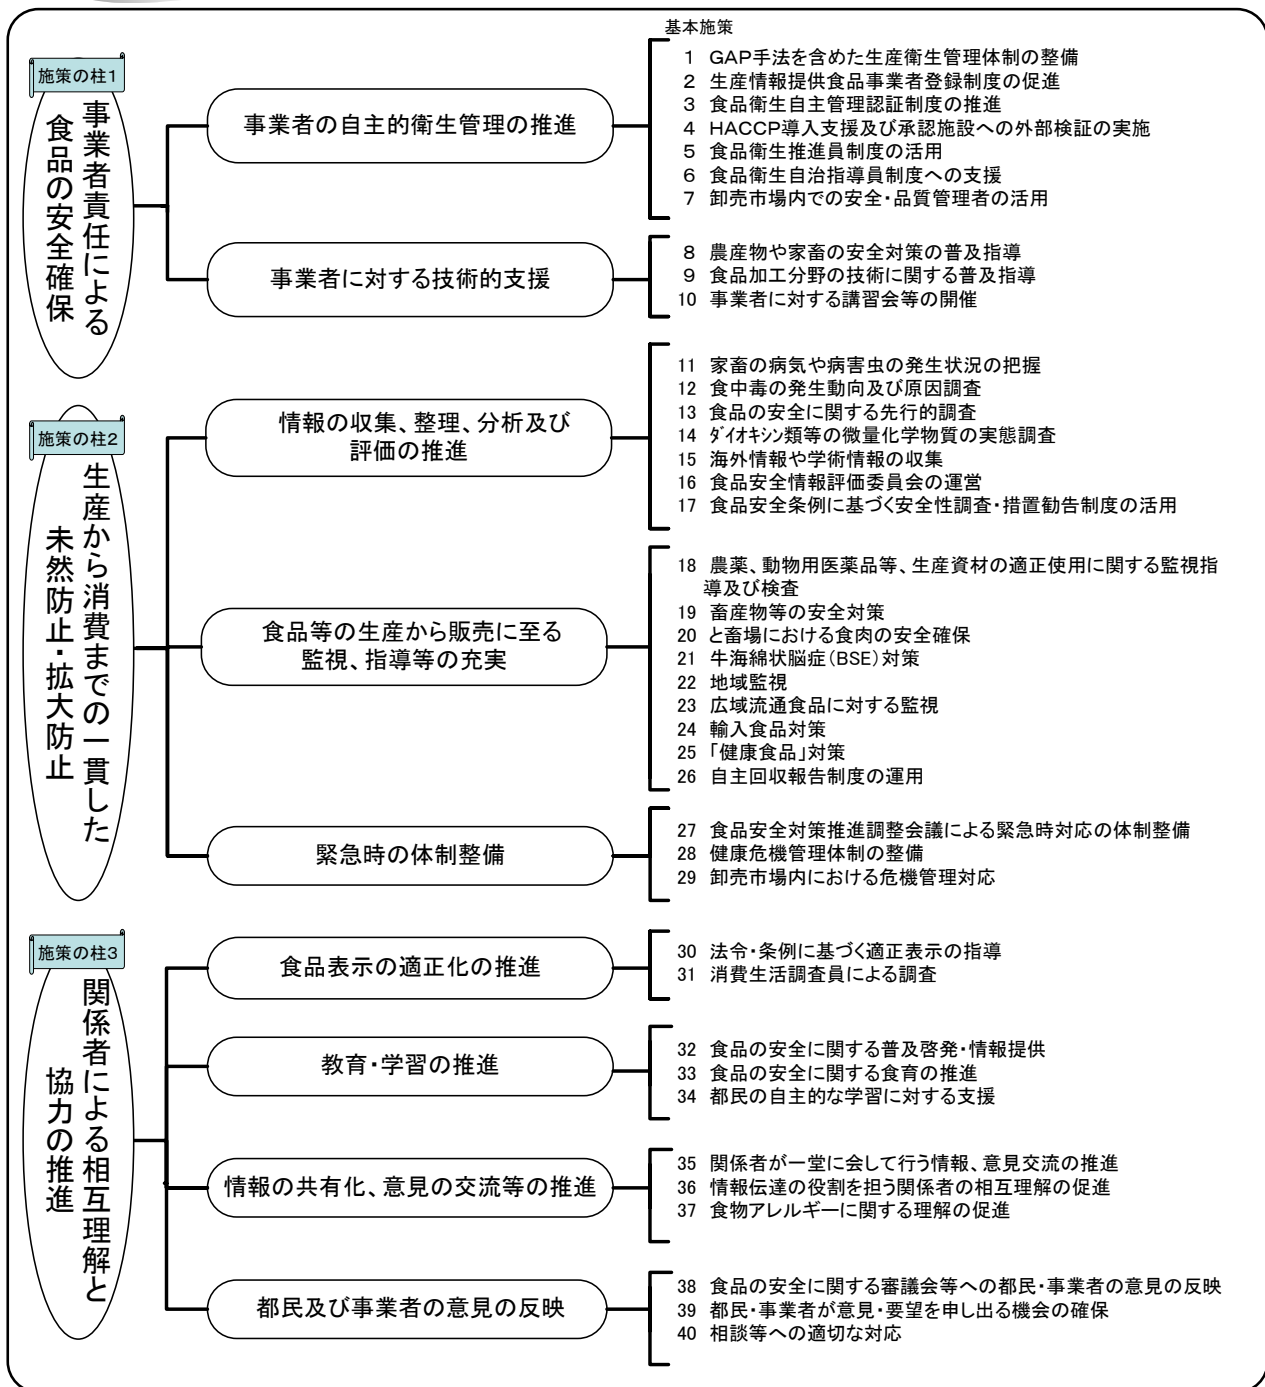 基本施策
施策の柱1
事業者責任による
食品の安全確保
事業者の自主的衛生管理の推進
1 GAP手法を含めた生産衛生管理体制の整備
2 生産情報提供食品事業者登録制度の促進
3 食品衛生自主管理認証制度の推進
4 HACCP導入支援及び承認施設への外部検証の実施
5 食品衛生推進員制度の活用
6 食品衛生自治指導員制度への支援
7 卸売市場内での安全・品質管理者の活用
事業者に対する技術的支援
8 農産物や家畜の安全対策の普及指導
9 食品加工分野の技術に関する普及指導
10 事業者に対する講習会等の開催
施策の柱2
生産から消費までの一貫した
未然防止・拡大防止
情報の収集、整理、分析及び
評価の推進
11 家畜の病気や病害虫の発生状況の把握
12 食中毒の発生動向及び原因調査
13 食品の安全に関する先行的調査
14 ダイオキシン類等の微量化学物質の実態調査
15 海外情報や学術情報の収集
16 食品安全情報評価委員会の運営
17 食品安全条例に基づく安全性調査・措置勧告制度の活用
食品等の生産から販売に至る
監視、指導等の充実
18 農薬、動物用医薬品等、生産資材の適正使用に関する監視指
導及び検査
19 畜産物等の安全対策
20 と畜場における食肉の安全確保
21 牛海綿状脳症(BSE)対策
22 地域監視
23 広域流通食品に対する監視
24 輸入食品対策
25 「健康食品」対策
26 自主回収報告制度の運用
緊急時の体制整備
27 食品安全対策推進調整会議による緊急時対応の体制整備
28 健康危機管理体制の整備
29 卸売市場内における危機管理対応
施策の柱3
関係者による相互理解と
協力の推進
食品表示の適正化の推進
30 法令・条例に基づく適正表示の指導
31 消費生活調査員による調査
教育・学習の推進
32 食品の安全に関する普及啓発・情報提供
33 食品の安全に関する食育の推進
34 都民の自主的な学習に対する支援
情報の共有化、意見の交流等の推進
35 関係者が一堂に会して行う情報、意見交流の推進
36 情報伝達の役割を担う関係者の相互理解の促進
37 食物アレルギーに関する理解の促進
都民及び事業者の意見の反映
38 食品の安全に関する審議会等への都民・事業者の意見の反映
39 都民・事業者が意見・要望を申し出る機会の確保
40 相談等への適切な対応